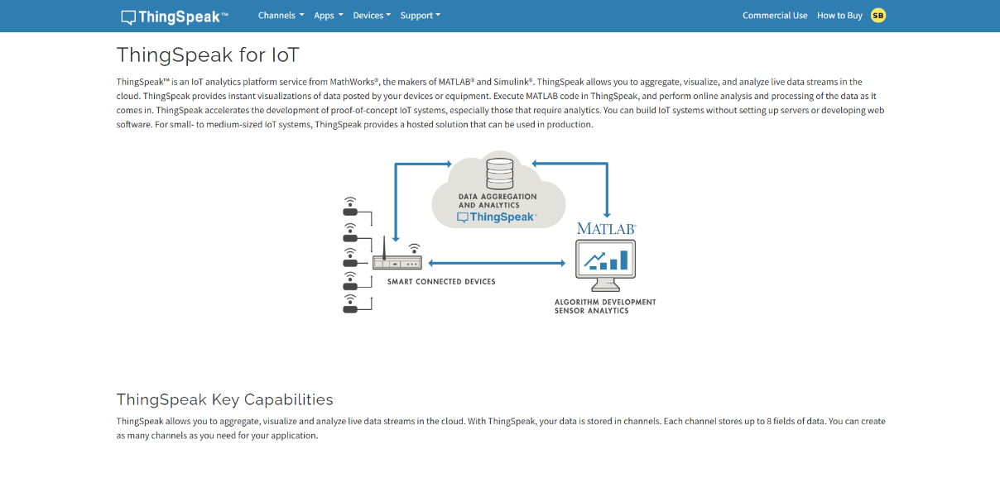 ThingSpeak™ Channels Apps Devices Support Commercial Use How to Buy SB
ThingSpeak for IoT
ThingSpeak™ is an IoT analytics platform service from MathWorks®, the makers of MATLAB® and Simulink®. ThingSpeak allows you to aggregate, visualize, and analyze live data streams in the
cloud. ThingSpeak provides instant visualizations of data posted by your devices or equipment. Execute MATLAB code in ThingSpeak, and perform online analysis and processing of the data as it
comes in. ThingSpeak accelerates the development of proof-of-concept IoT systems, especially those that require analytics. You can build IoT systems without setting up servers or developing web
software. For small- to medium-sized IoT systems, ThingSpeak provides a hosted solution that can be used in production.
DATA AGGREGATION
AND ANALYTICS
ThingSpeak™
MATLAB®
SMART CONNECTED DEVICES
ALGORITHM DEVELOPMENT
SENSOR ANALYTICS
ThingSpeak Key Capabilities
ThingSpeak allows you to aggregate, visualize and analyze live data streams in the cloud. With ThingSpeak, your data is stored in channels. Each channel stores up to 8 fields of data. You can create
as many channels as you need for your application.